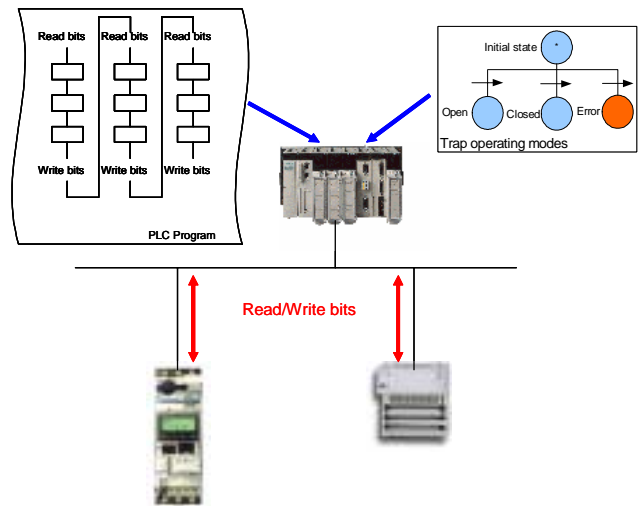 Read bits Read bits Read bits
Write bits Write bits Write bits
PLC Program
Initial state *
Open Closed Error
Trap operating modes
Read/Write bits